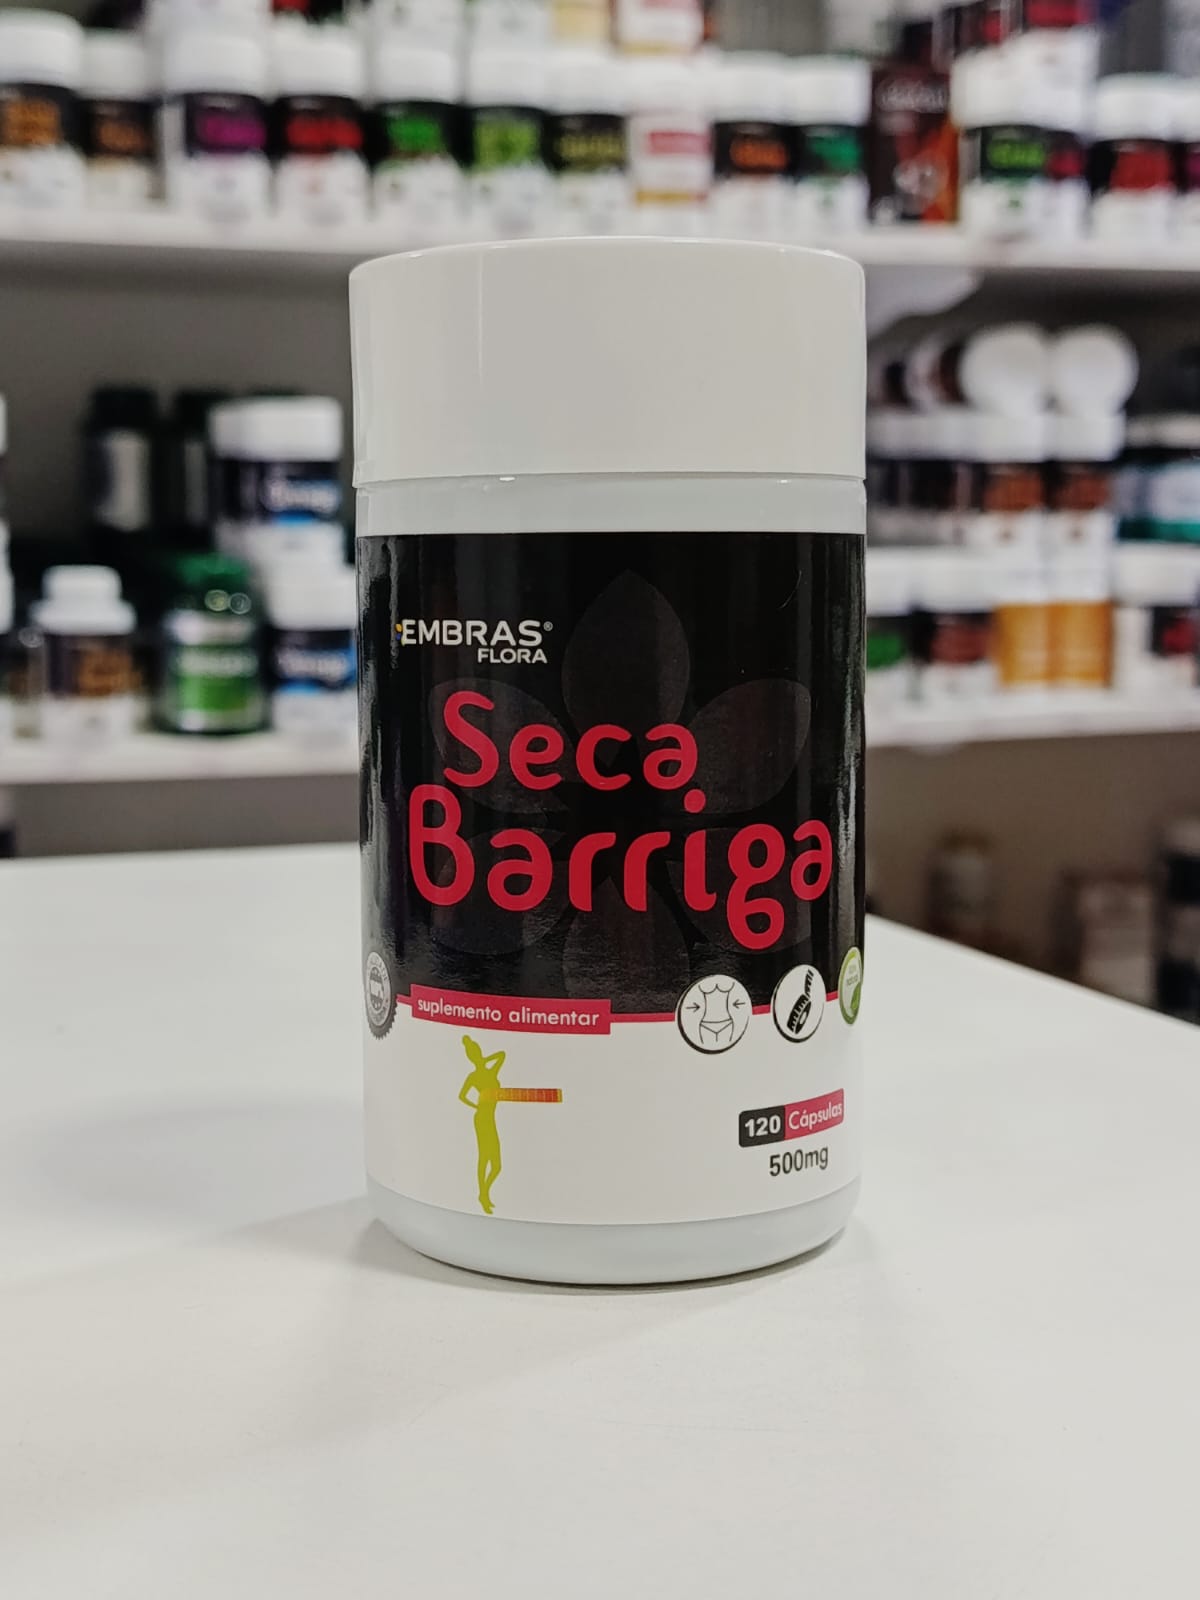 EMBRAS®
FLORA
Seca
Barriga
suplemento alimentar
120 Cápsulas
500mg